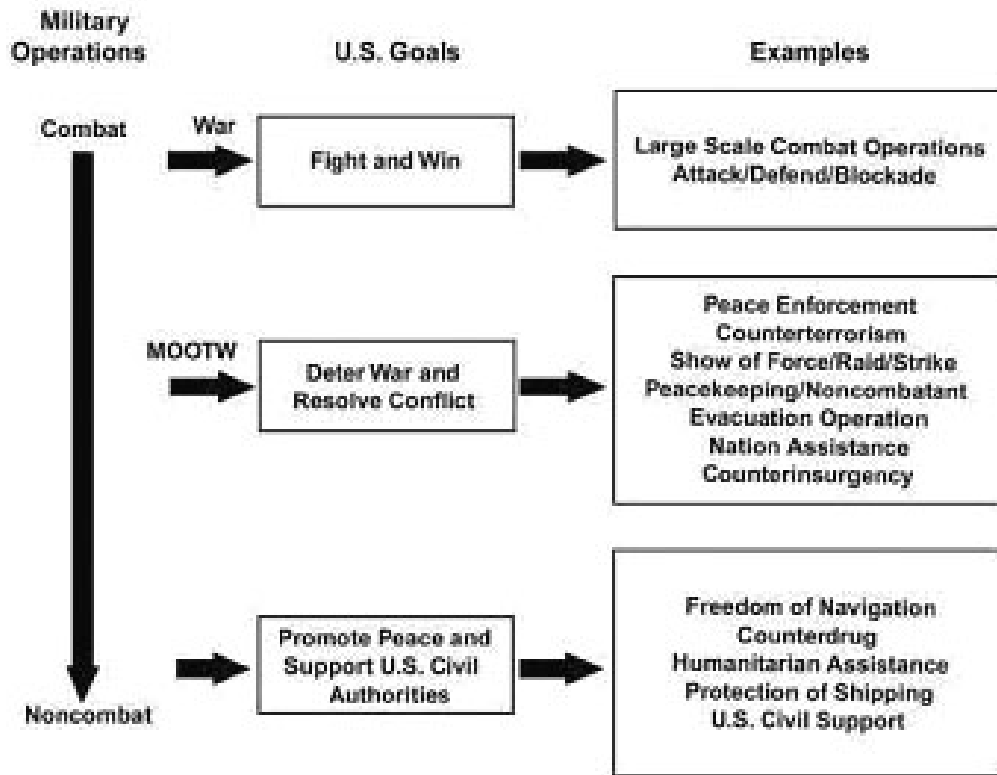 Military
Operations
U.S. Goals
Examples
Combat
War
Fight and Win
Large Scale Combat Operations
Attack/Defend/Blockade
MOOTW
Deter War and
Resolve Conflict
Peace Enforcement
Counterterrorism
Show of Force/Raid/Strike
Peacekeeping/Noncombatant
Evacuation Operation
Nation Assistance
Counterinsurgency
Promote Peace and
Support U.S. Civil
Authorities
Freedom of Navigation
Counterdrug
Humanitarian Assistance
Protection of Shipping
U.S. Civil Support
Noncombat